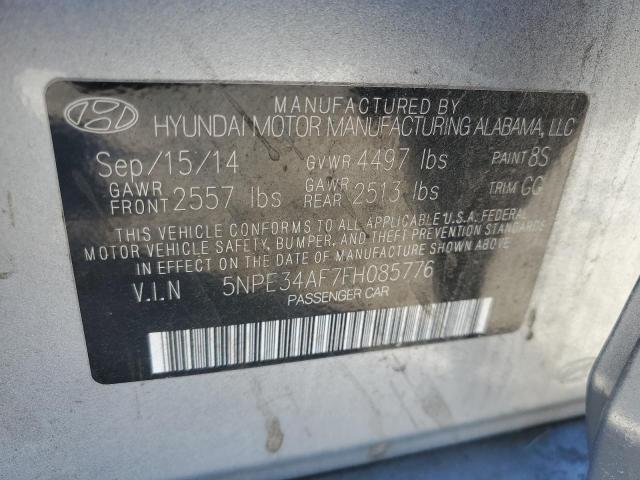 MANUFACTURED BY
HYUNDAI MOTOR MANUFACTURING ALABAMA, LLC
Sep/15/14 GVWR 4497 lbs PAINT 8S
GAWR FRONT 2557 lbs GAWR REAR 2513 lbs TRIM GG
THIS VEHICLE CONFORMS TO ALL APPLICABLE U.S.A. FEDERAL
MOTOR VEHICLE SAFETY, BUMPER, AND THEFT PREVENTION STANDARDS
IN EFFECT ON THE DATE OF MANUFACTURE SHOWN ABOVE.
V.I.N 5NPE34AF7FH085776
PASSENGER CAR